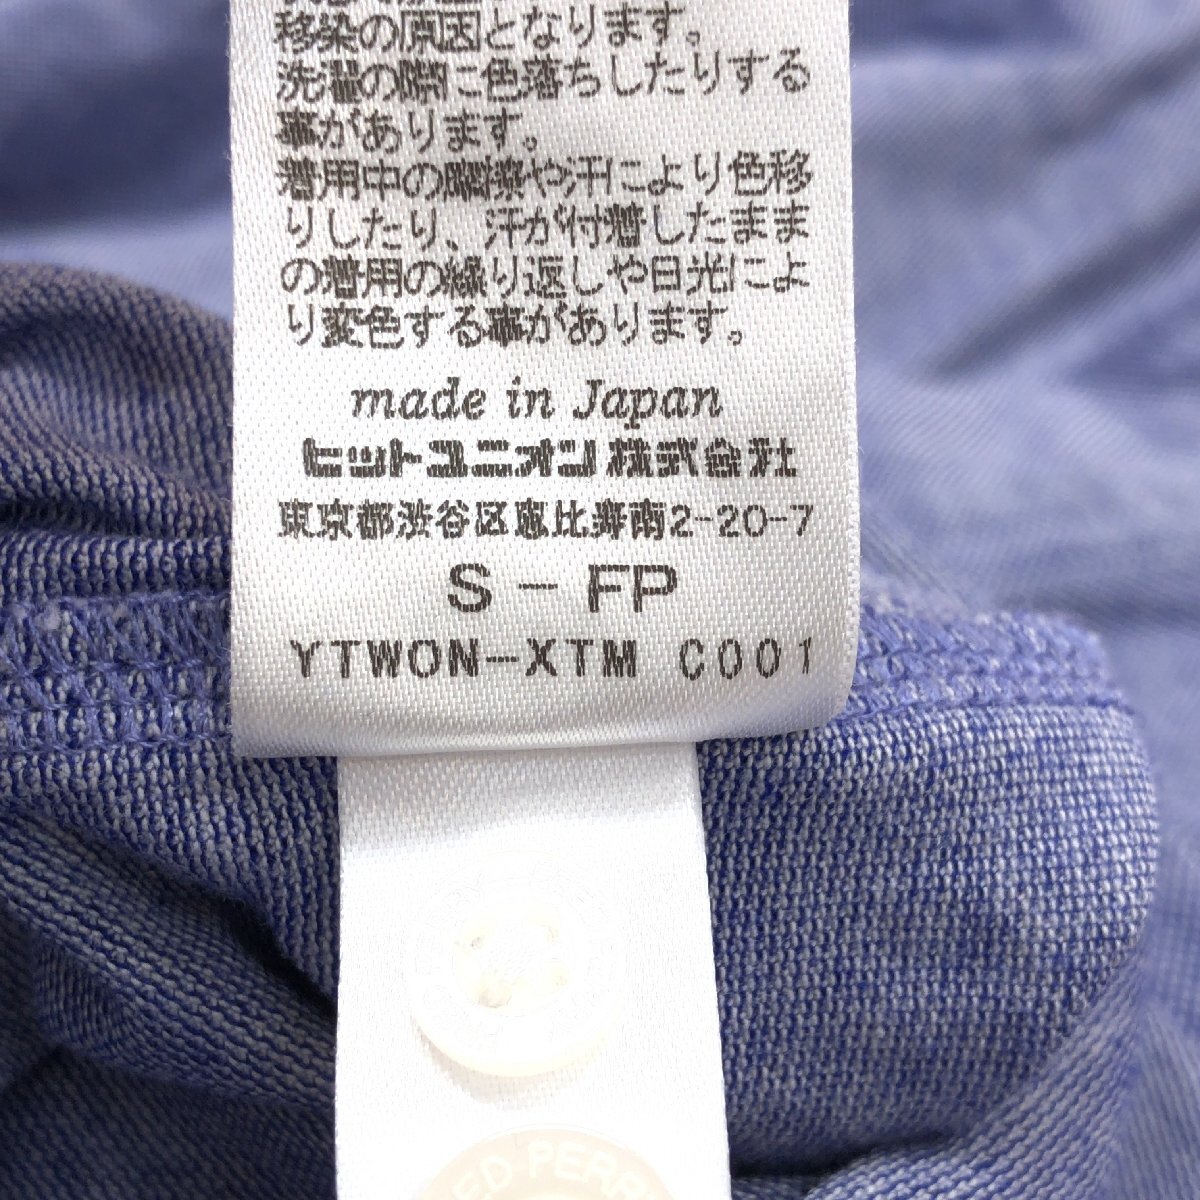 移染の原因となります。
洗濯の際に色落ちしたりする
事があります。
着用中の摩擦や汗により色移
りしたり、汗が付着したまま
の着用の繰り返しや日光によ
り変色する事があります。
made in Japan
ヒットユニオン株式会社
東京都渋谷区恵比寿南2-20-7
S-FP
YTWON-XTM C001
ED PERR